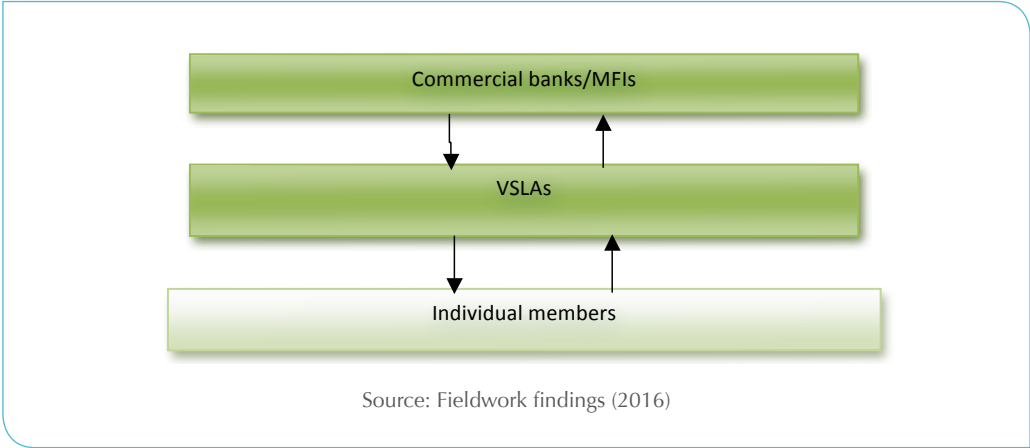 Commercial banks/MFIs
VSLAs
Individual members
Source: Fieldwork findings (2016)